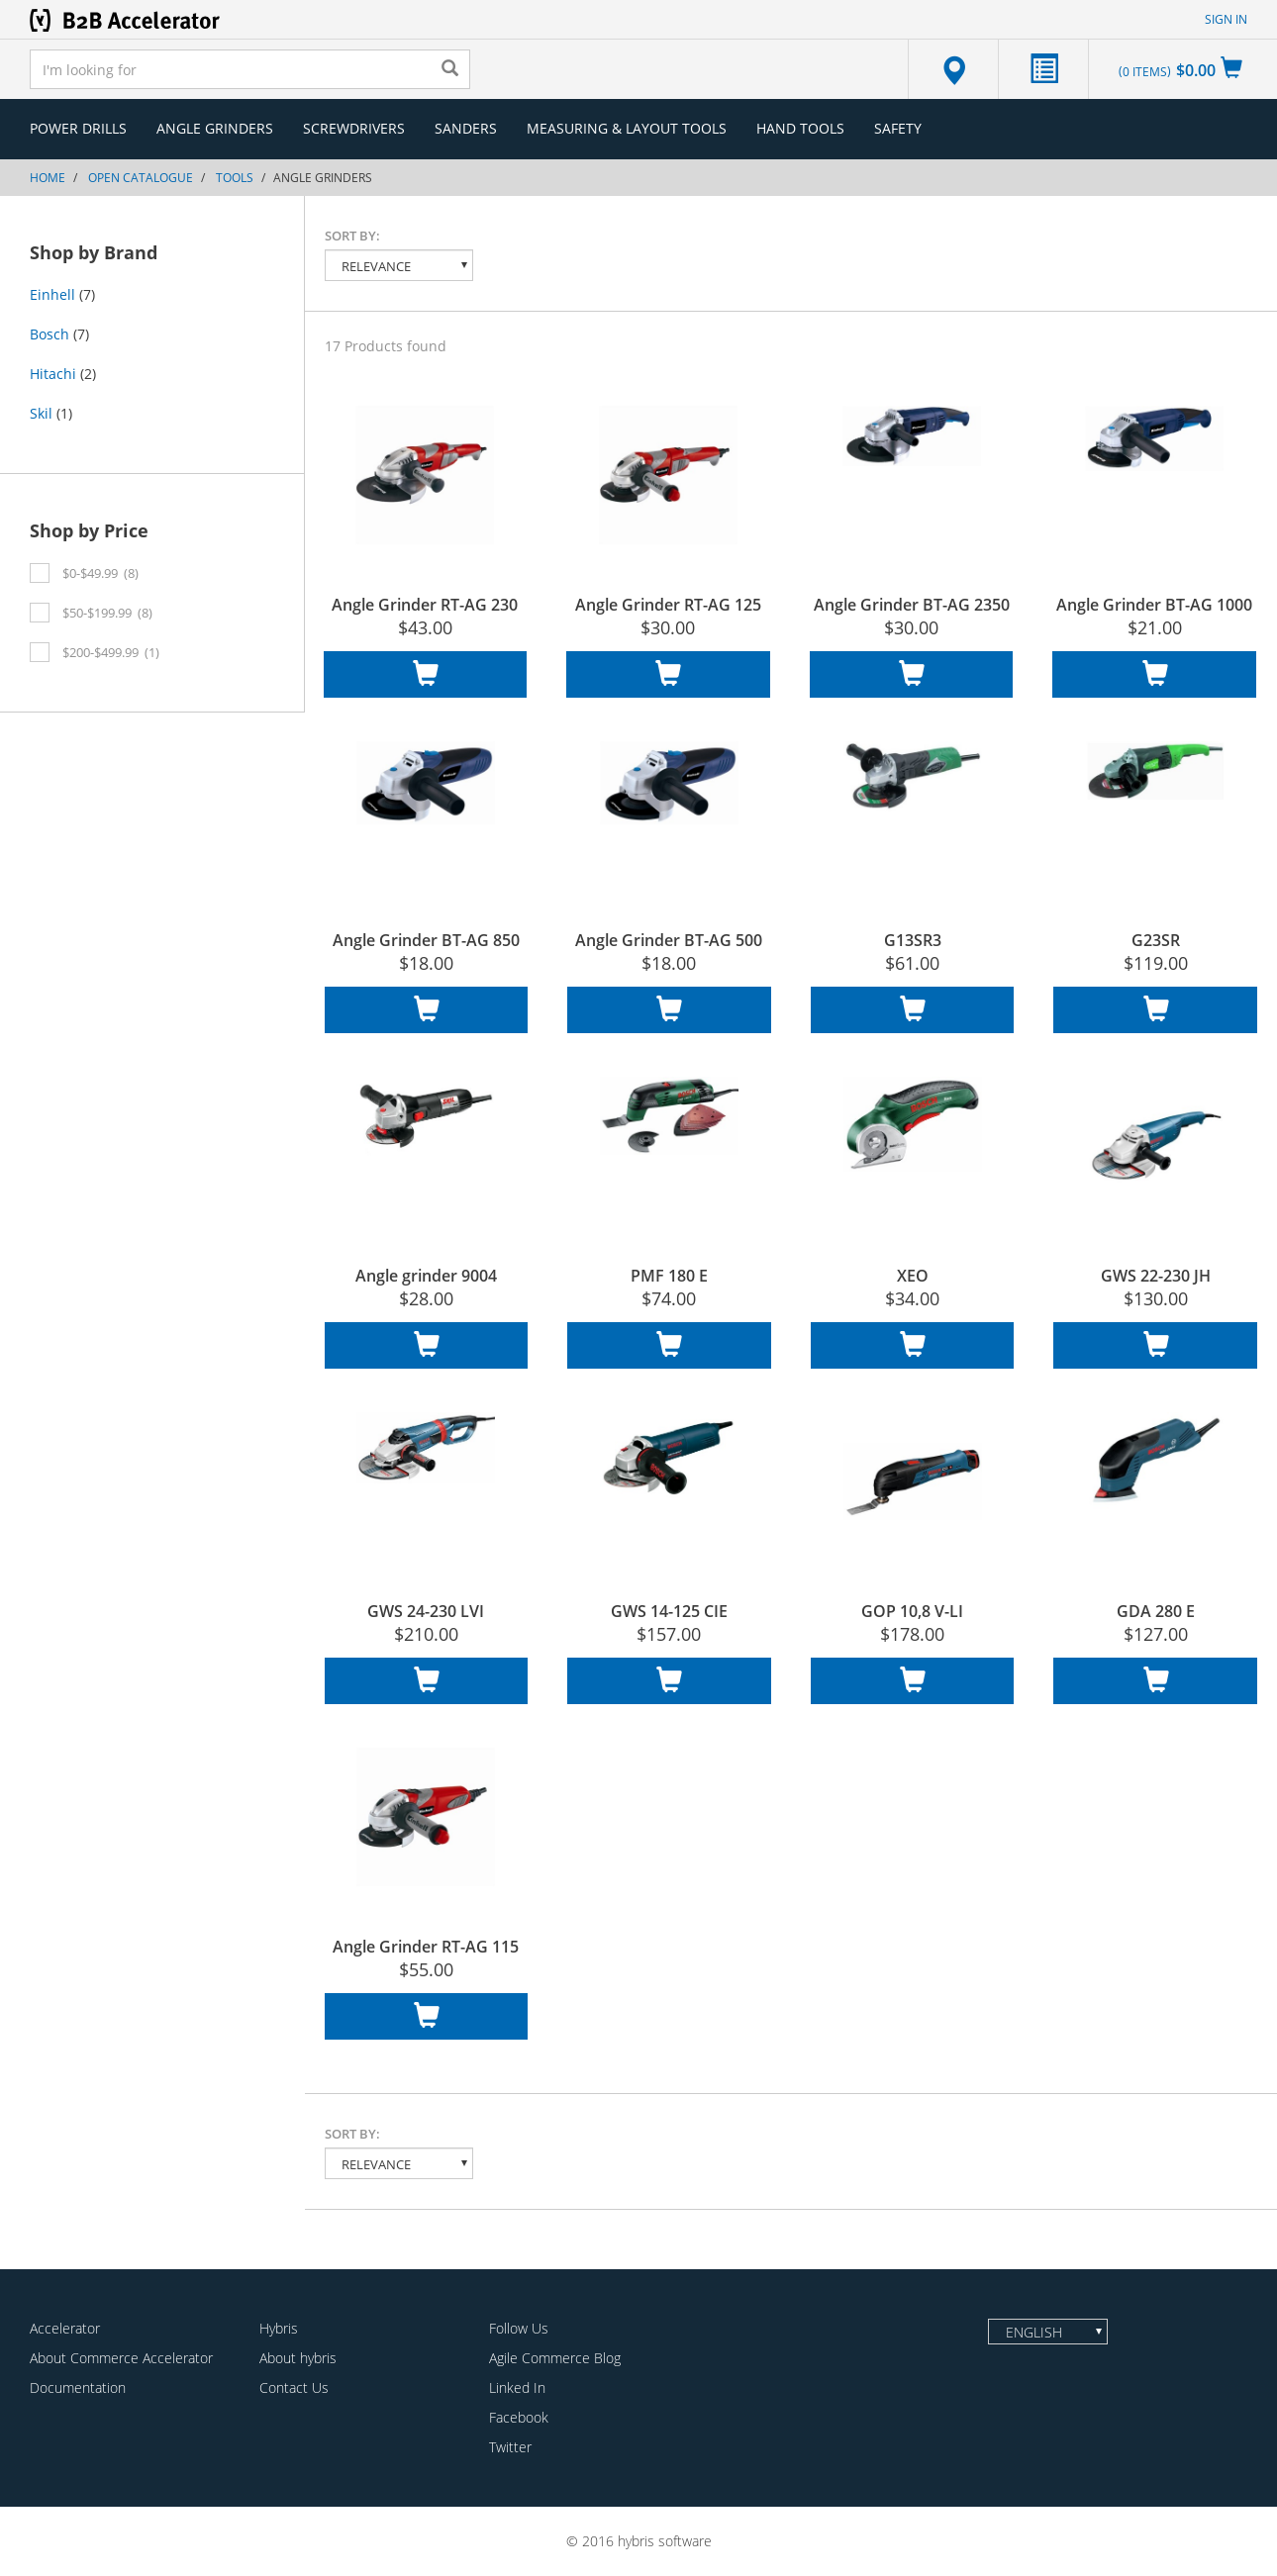 B2B Accelerator
SIGN IN
I'm looking for
(0 ITEMS) $0.00
POWER DRILLS ANGLE GRINDERS SCREWDRIVERS SANDERS MEASURING & LAYOUT TOOLS HAND TOOLS SAFETY
HOME / OPEN CATALOGUE / TOOLS / ANGLE GRINDERS
Shop by Brand
Einhell (7)
Bosch (7)
Hitachi (2)
Skil (1)
Shop by Price
$0-$49.99 (8)
$50-$199.99 (8)
$200-$499.99 (1)
SORT BY:
RELEVANCE
17 Products found
Angle Grinder RT-AG 230
$43.00
Angle Grinder RT-AG 125
$30.00
Angle Grinder BT-AG 2350
$30.00
Angle Grinder BT-AG 1000
$21.00
Angle Grinder BT-AG 850
$18.00
Angle Grinder BT-AG 500
$18.00
G13SR3
$61.00
G23SR
$119.00
Angle grinder 9004
$28.00
PMF 180 E
$74.00
XEO
$34.00
GWS 22-230 JH
$130.00
GWS 24-230 LVI
$210.00
GWS 14-125 CIE
$157.00
GOP 10,8 V-LI
$178.00
GDA 280 E
$127.00
Angle Grinder RT-AG 115
$55.00
SORT BY:
RELEVANCE
Accelerator
About Commerce Accelerator
Documentation
Hybris
About hybris
Contact Us
Follow Us
Agile Commerce Blog
Linked In
Facebook
Twitter
ENGLISH
© 2016 hybris software